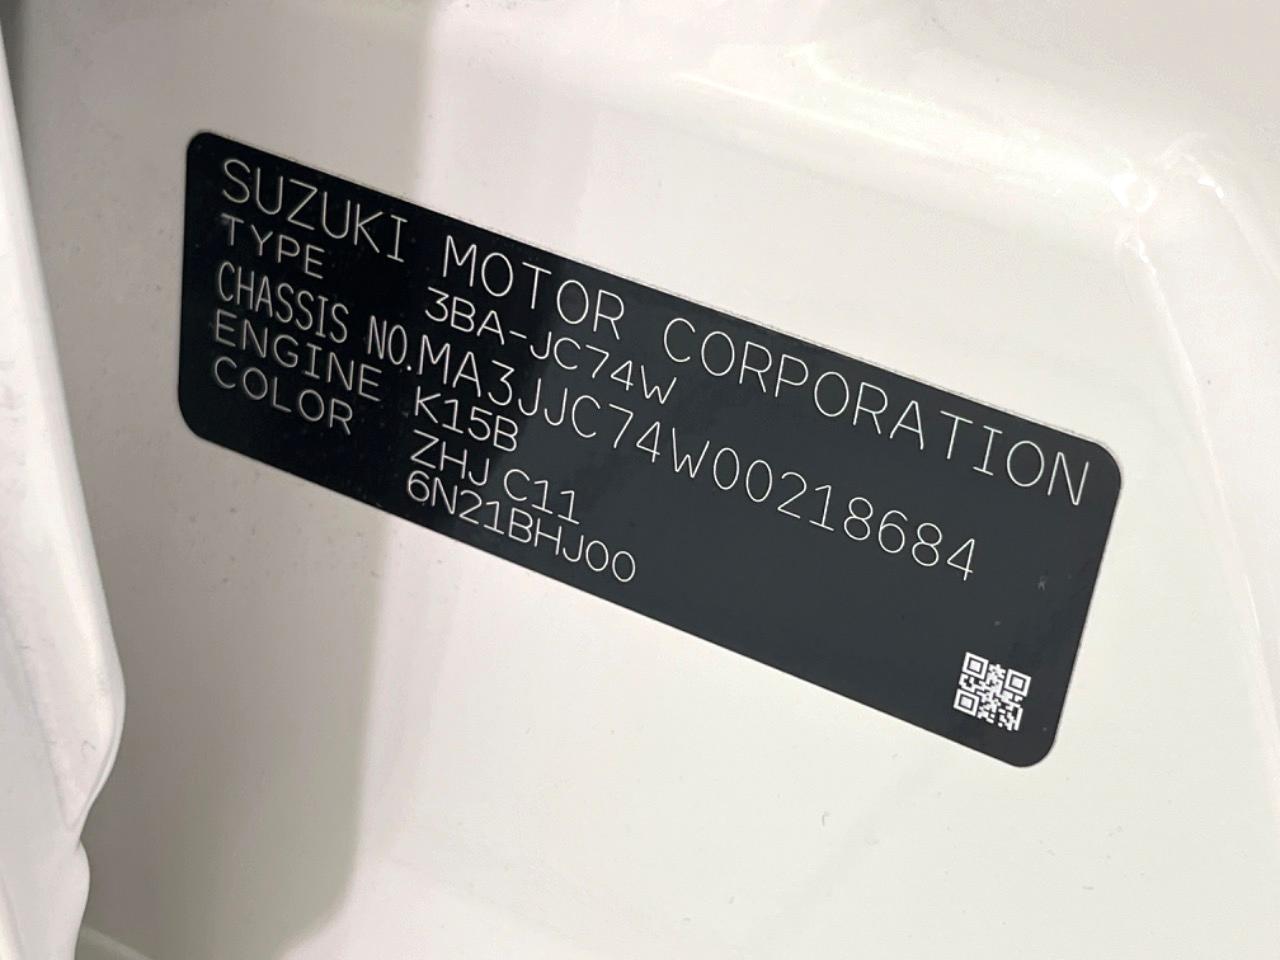 SUZUKI MOTOR CORPORATION
TYPE 3BA-JC74W
CHASSIS NO. MA3JJC74W00218684
ENGINE K15B
COLOR ZHJ C11
6N21BHJ00